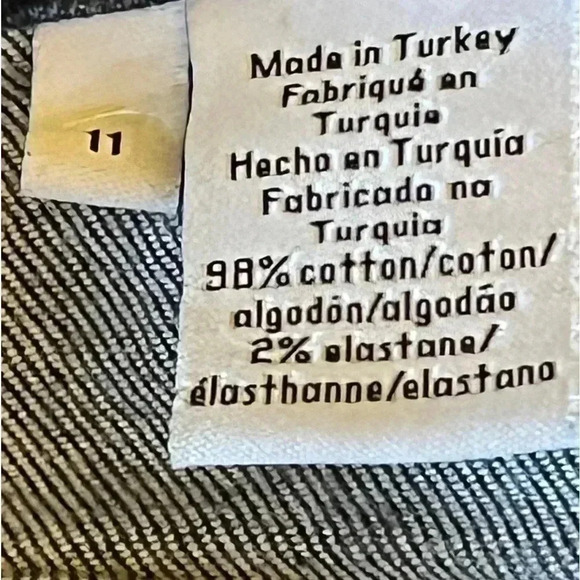 11
Made in Turkey
Fabriqué en
Turquie
Hecho en Turquía
Fabricado na
Turquia
98% cotton/coton/
algodón/algodão
2% elastane/
élasthanne/elastano